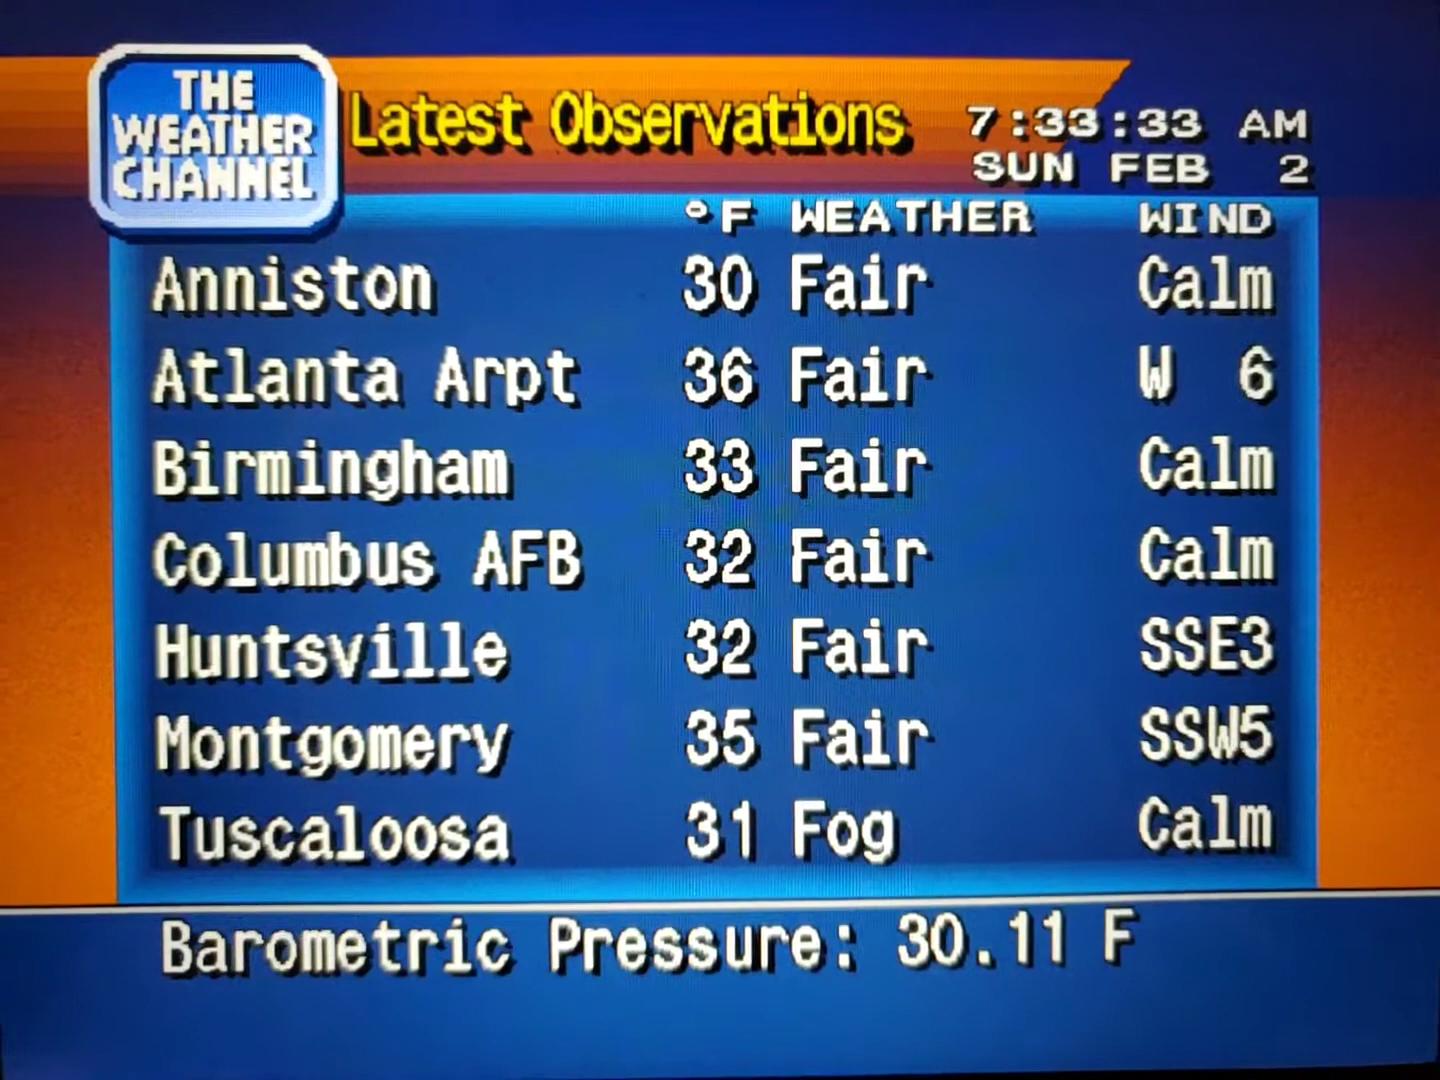 THE
WEATHER
CHANNEL
Latest Observations
7:33:33 AM
SUN FEB 2
°F WEATHER WIND
Anniston 30 Fair Calm
Atlanta Arpt 36 Fair W 6
Birmingham 33 Fair Calm
Columbus AFB 32 Fair Calm
Huntsville 32 Fair SSE3
Montgomery 35 Fair SSW5
Tuscaloosa 31 Fog Calm
Barometric Pressure: 30.11 F